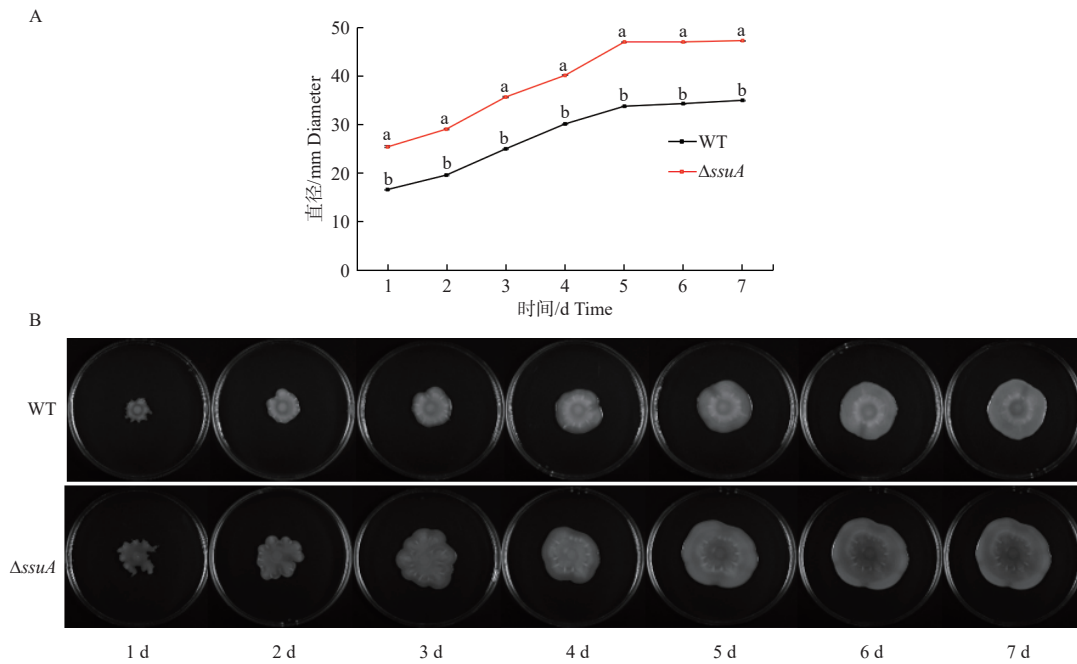 A
50
40
30
20
10
0
直径/mm Diameter
a a a a a a a
b b b b b b b
WT
ΔssuA
1 2 3 4 5 6 7
时间/d Time
B
WT
ΔssuA
1 d 2 d 3 d 4 d 5 d 6 d 7 d